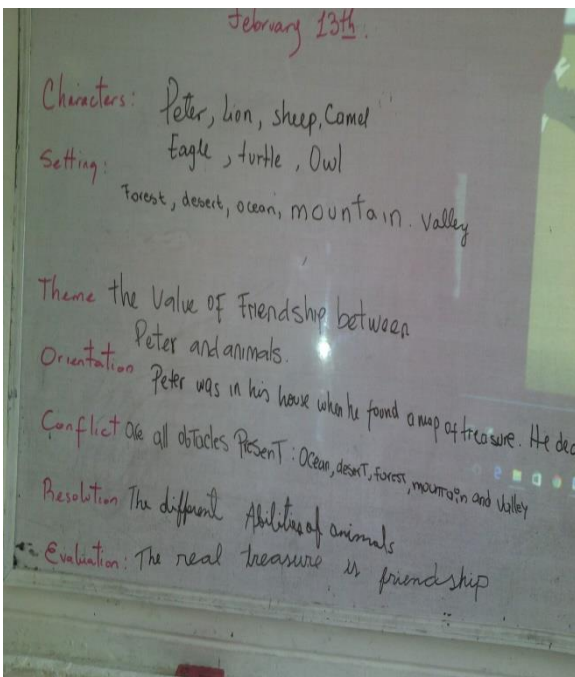 February 13th.
Characters: Peter, Lion, sheep, Camel
Eagle, turtle, Owl
Setting:
Forest, desert, ocean, mountain. valley
Theme the Value of Friendship between
Peter and animals.
Orientation Peter was in his house when he found a map of treasure. He dec
Conflict are all obtacles Present: Ocean, desert, forest, mountain and Valley
Resolution The different Abilities of animals
Evaluation: The real treasure is friendship